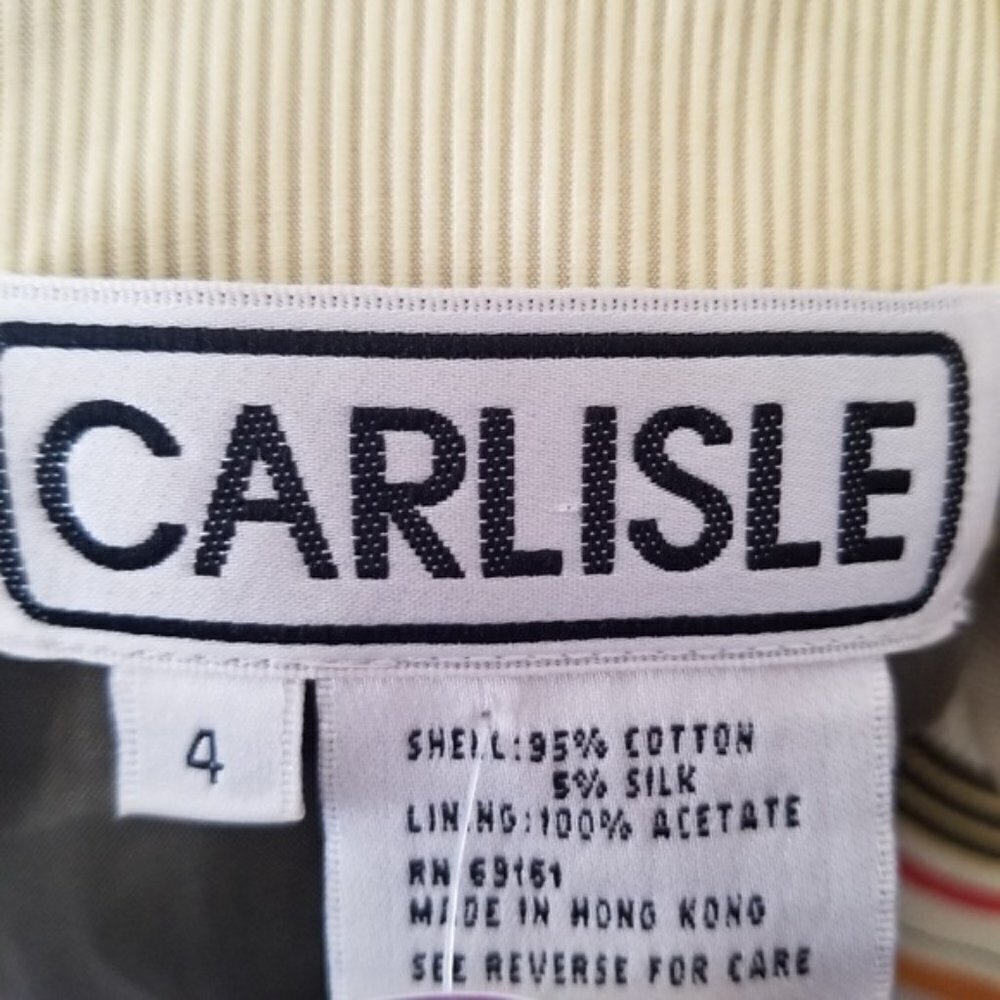 CARLISLE
4
SHELL: 95% COTTON
5% SILK
LINING: 100% ACETATE
RN 69161
MADE IN HONG KONG
SEE REVERSE FOR CARE